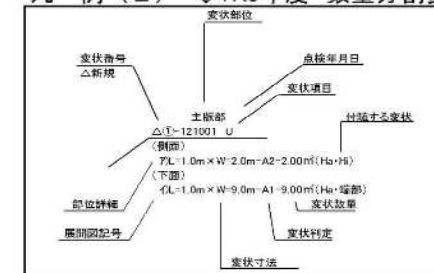 変状部位
変状番号
△新規
点検年月日
変状項目
主版部
付随する変状
△①-121001 U
(側面)
ア)L=1.0m×W=2.0m-A2-2.00㎡(Ha・Hi)
(下面)
イ)L=1.0m×W=9.0m-A1-9.00㎡(Ha・端部)
部位詳細
変状数量
展開図記号
変状判定
変状寸法